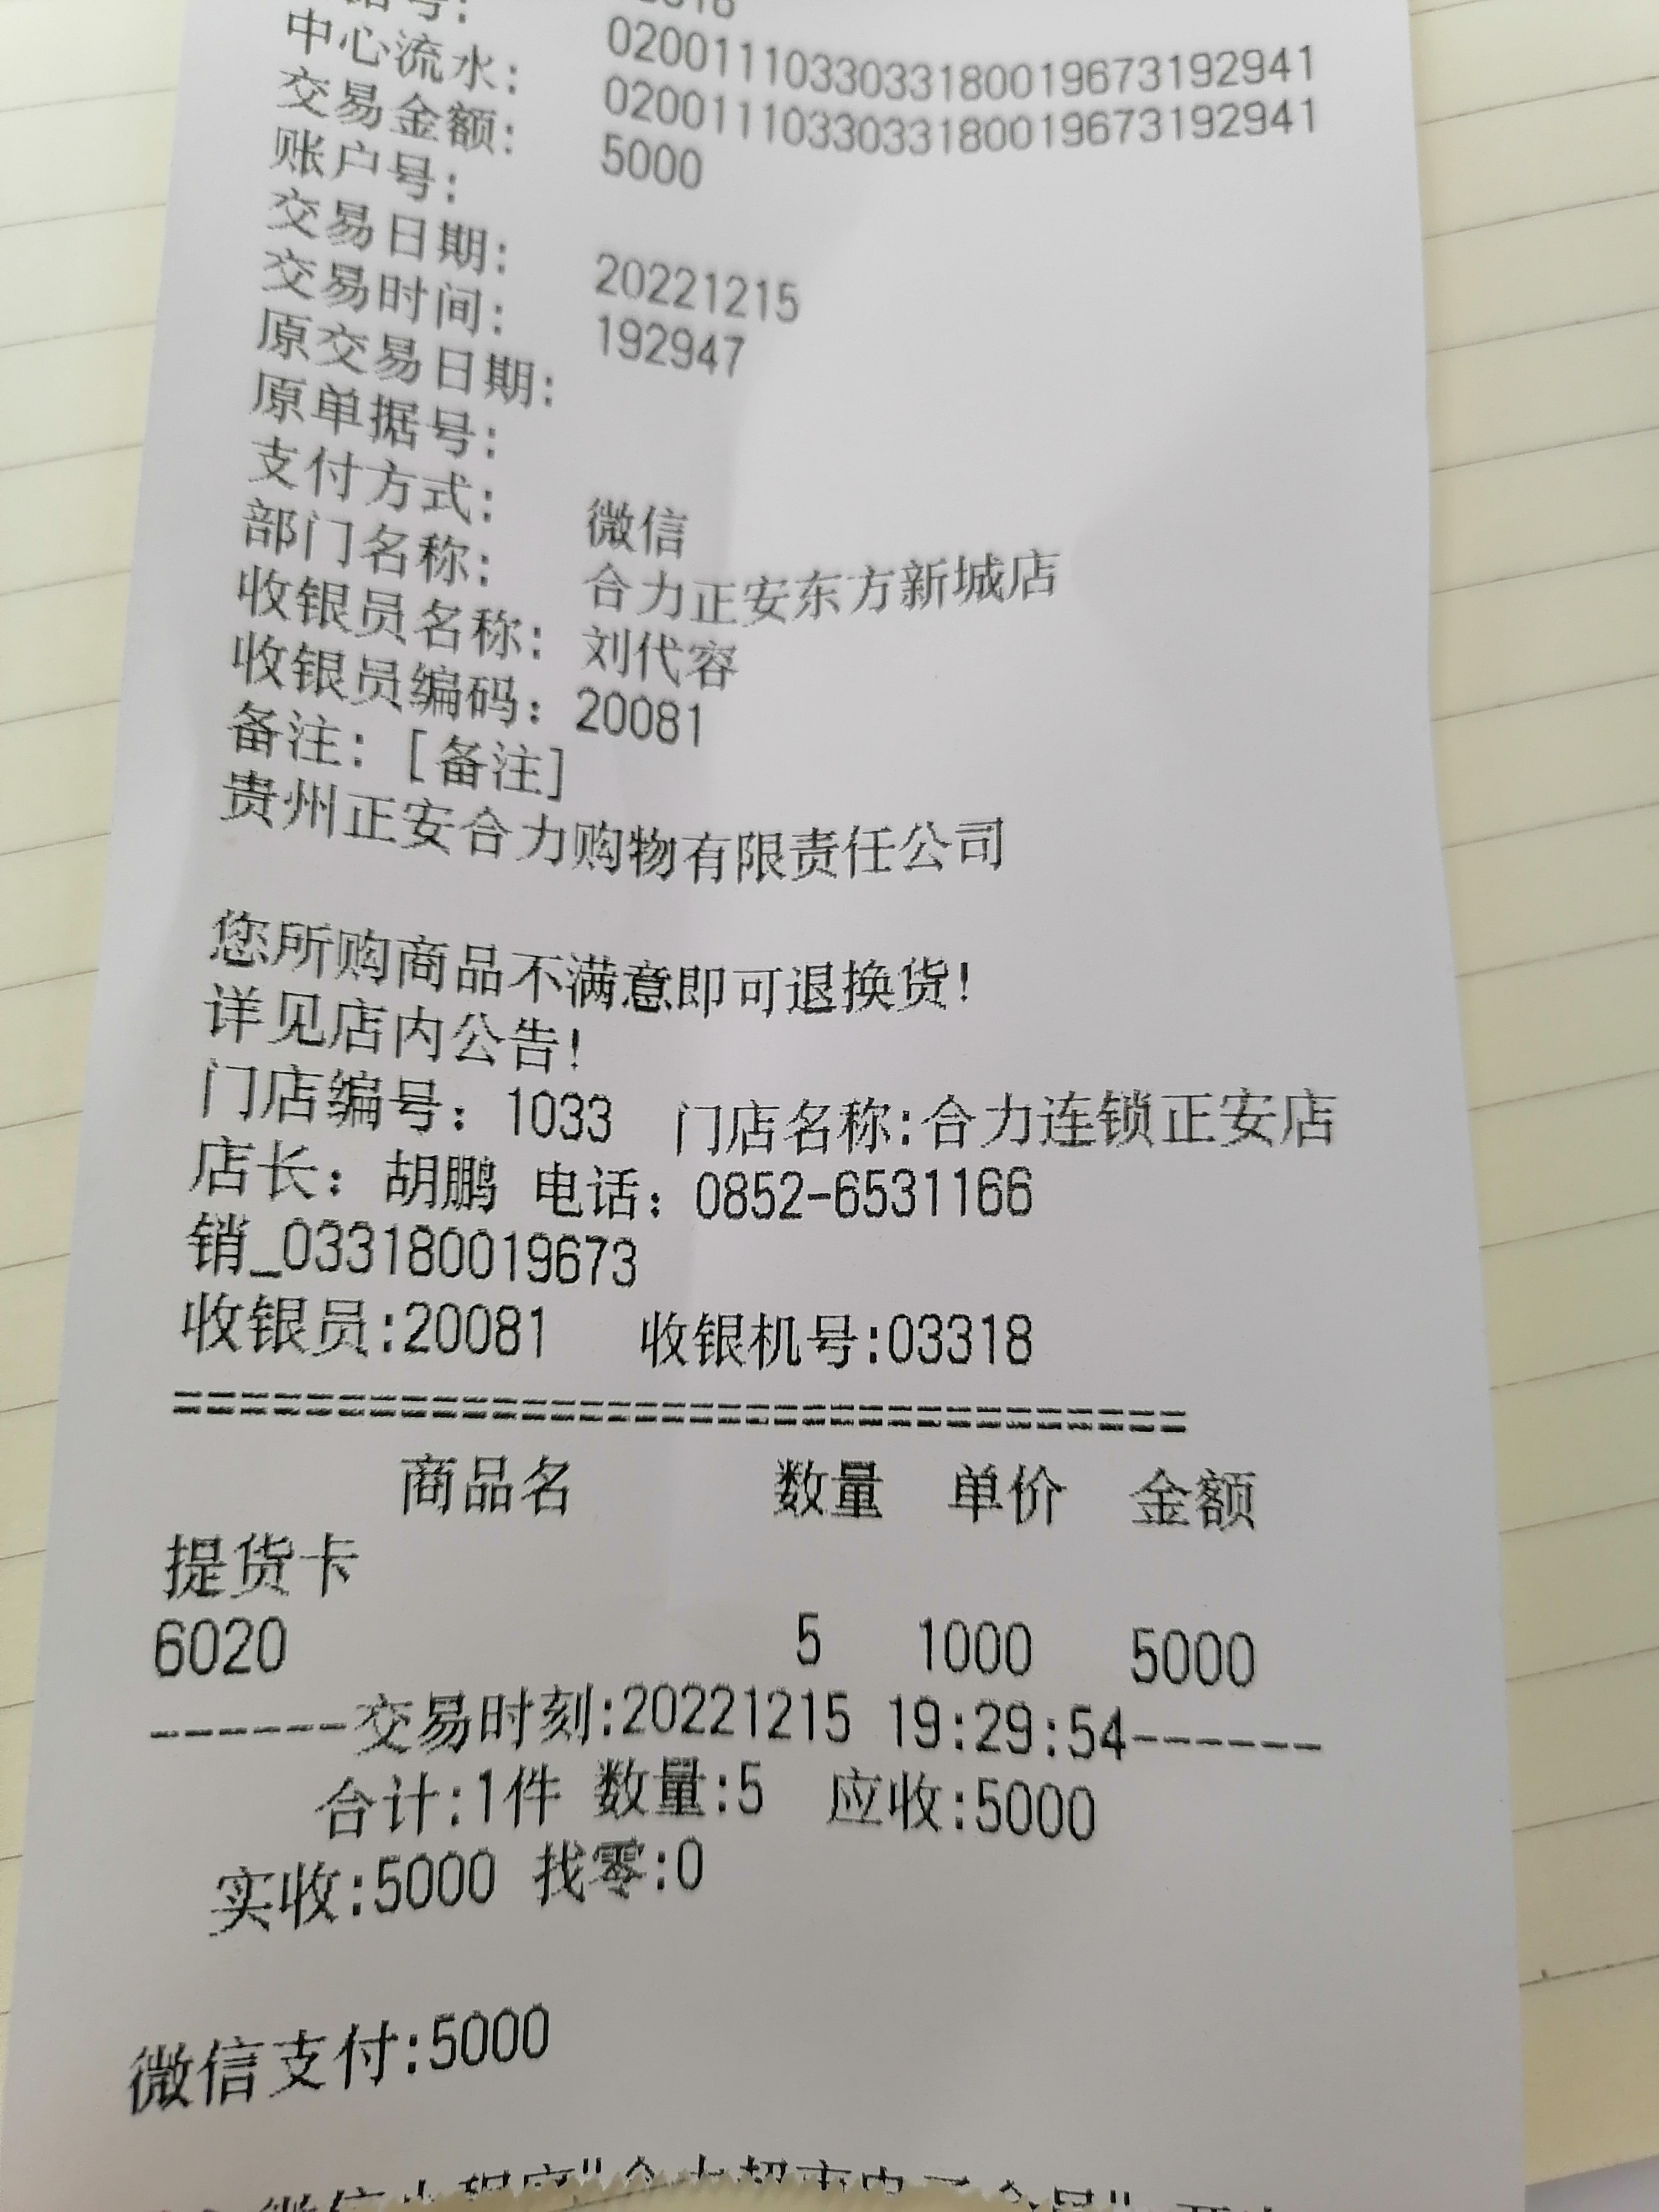 中心流水: 02001110330331800196731​92941
交易金额: 0200111033033180019673192941
账户号: 5000
交易日期:
交易时间: 20221215
原交易日期: 192947
原单据号:
支付方式:
部门名称: 微信
收银员名称: 合力正安东方新城店
收银员编码: 刘代容
备注: [备注] 20081
贵州正安合力购物有限责任公司
您所购商品不满意即可退换货!
详见店内公告!
门店编号: 1033 门店名称:合力连锁正安店
店长: 胡鹏 电话: 0852-6531166
销_033180019673
收银员:20081 收银机号:03318
==================================
商品名 数量 单价 金额
提货卡
6020 5 1000 5000
------交易时刻:20221215 19:29:54------
合计:1件 数量:5 应收:5000
实收:5000 找零:0
微信支付:5000